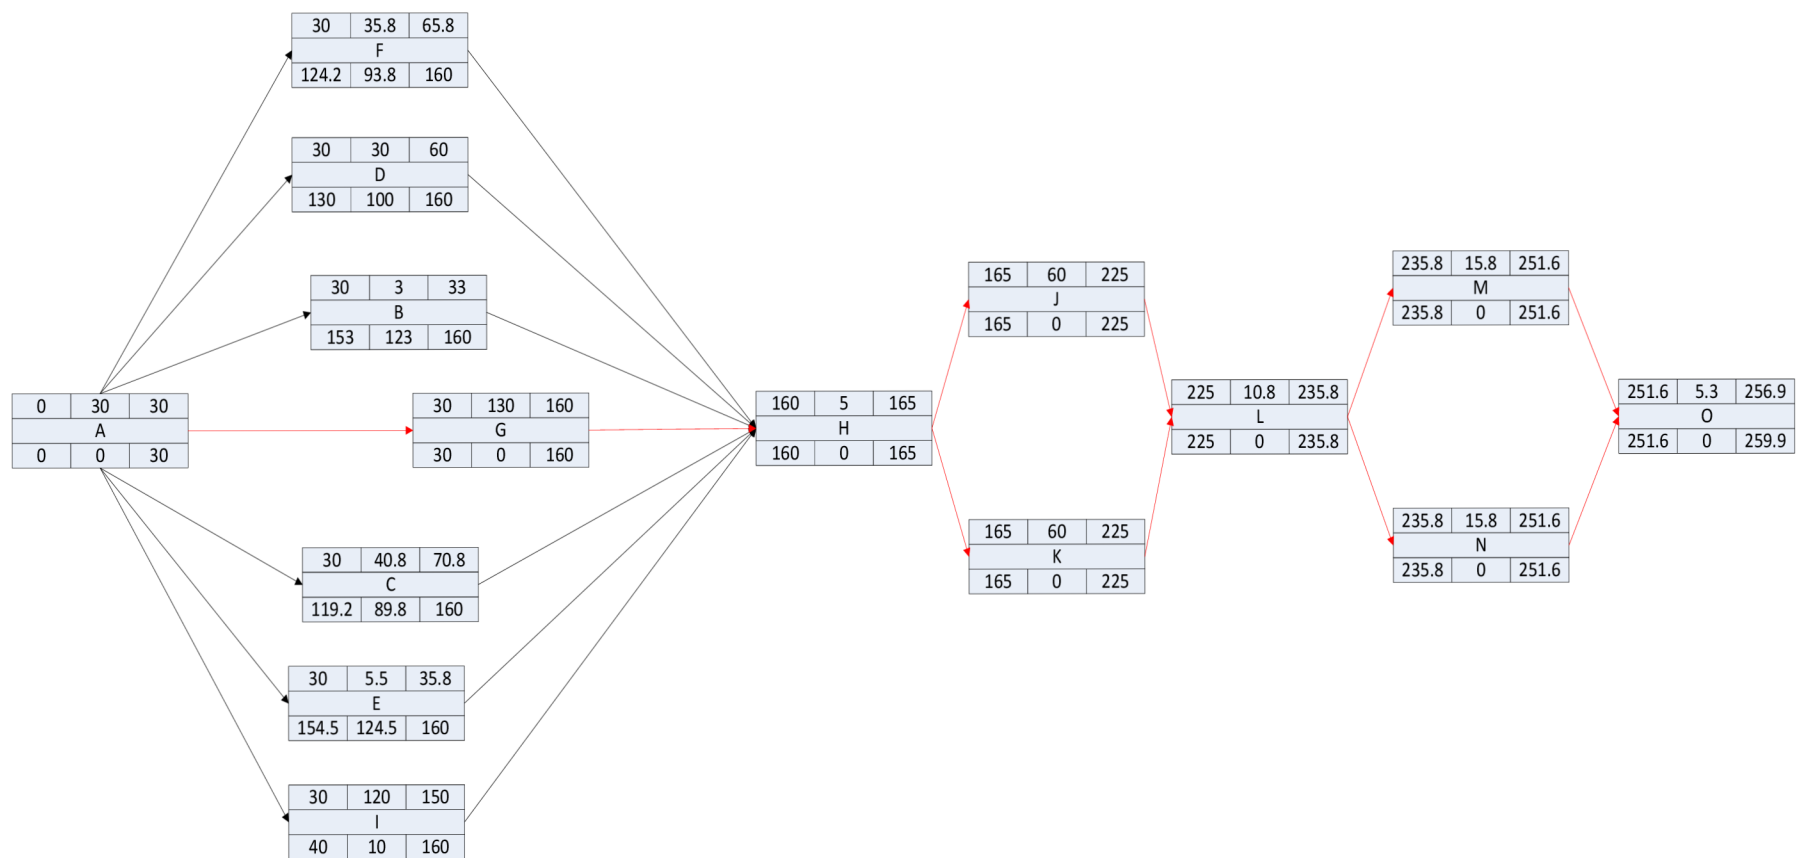 30 35.8 65.8
F
124.2 93.8 160
30 30 60
D
130 100 160
30 3 33
B
153 123 160
0 30 30
A
0 0 30
30 130 160
G
30 0 160
30 40.8 70.8
C
119.2 89.8 160
30 5.5 35.8
E
154.5 124.5 160
30 120 150
I
40 10 160
160 5 165
H
160 0 165
165 60 225
J
165 0 225
165 60 225
K
165 0 225
225 10.8 235.8
L
225 0 235.8
235.8 15.8 251.6
M
235.8 0 251.6
235.8 15.8 251.6
N
235.8 0 251.6
251.6 5.3 256.9
O
251.6 0 259.9